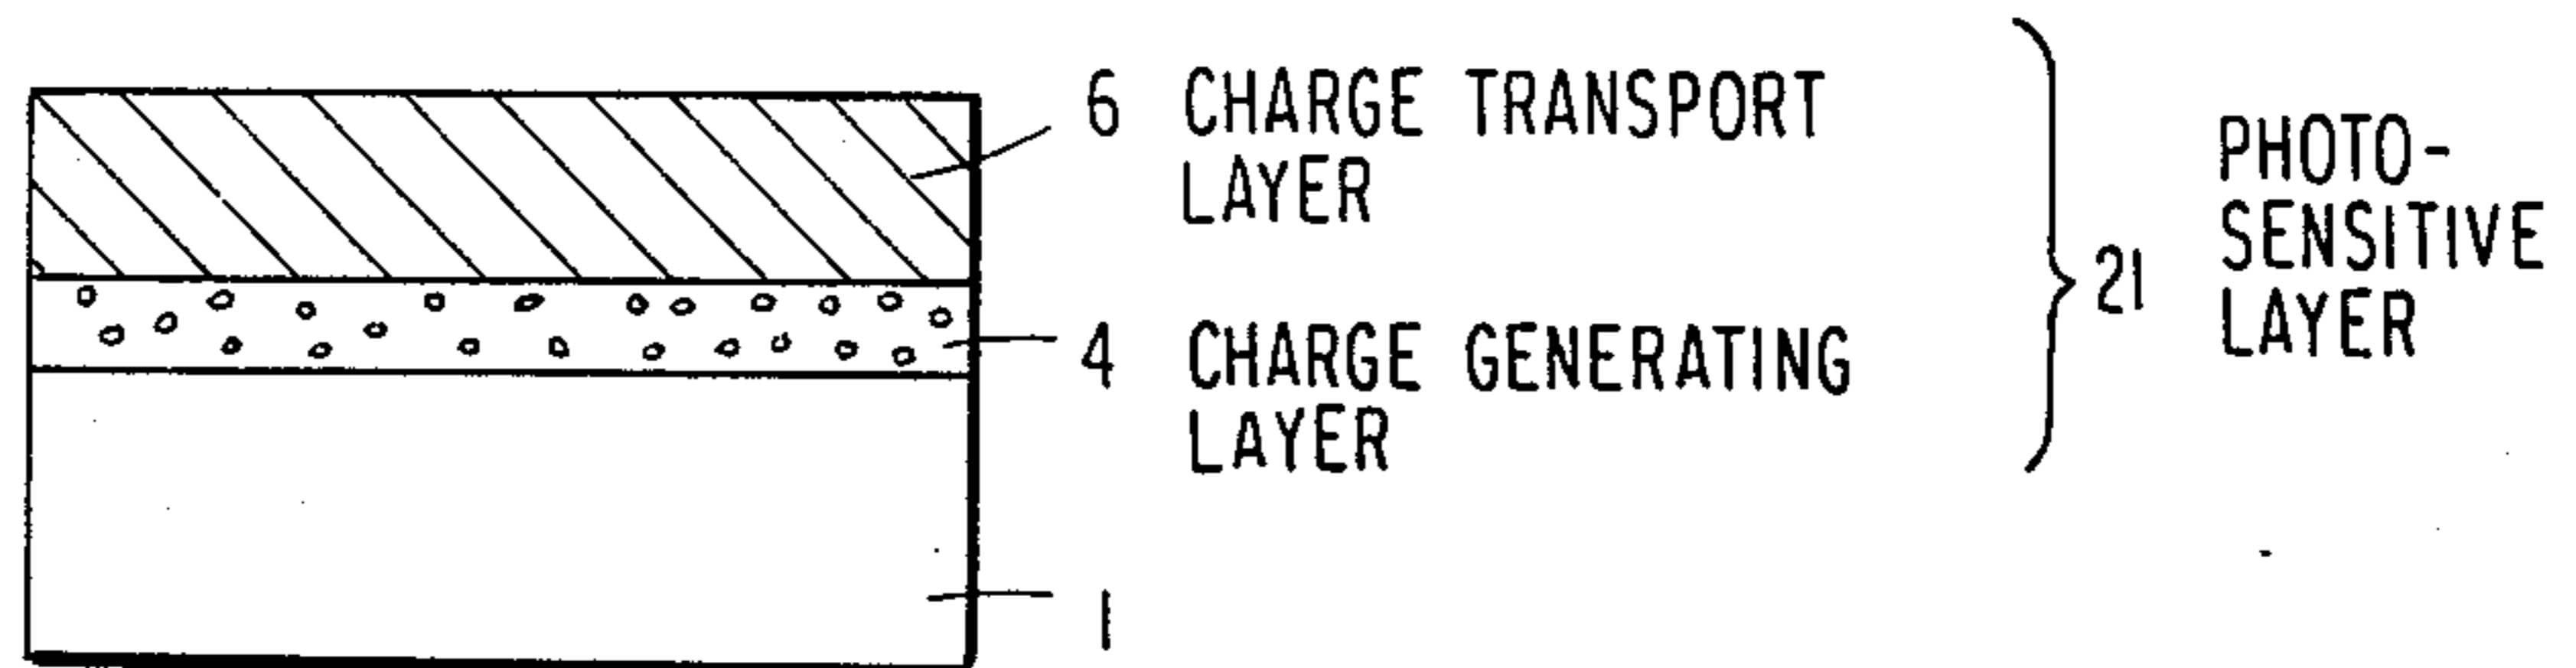 6 CHARGE TRANSPORT
LAYER
4 CHARGE GENERATING
LAYER
1
21
PHOTO-
SENSITIVE
LAYER